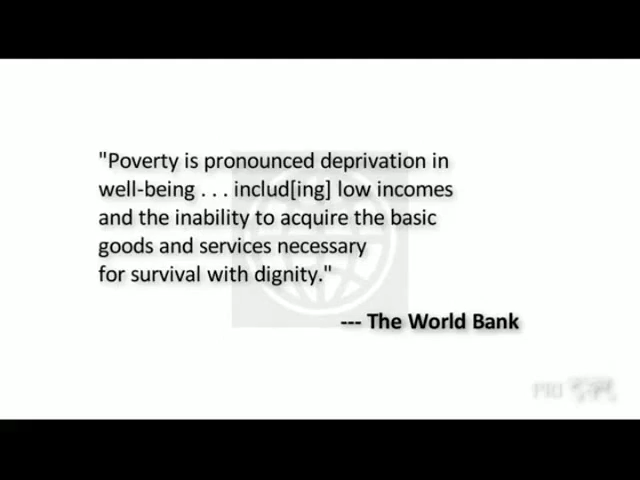 "Poverty is pronounced deprivation in
well-being . . . includ[ing] low incomes
and the inability to acquire the basic
goods and services necessary
for survival with dignity."
--- The World Bank
PRI